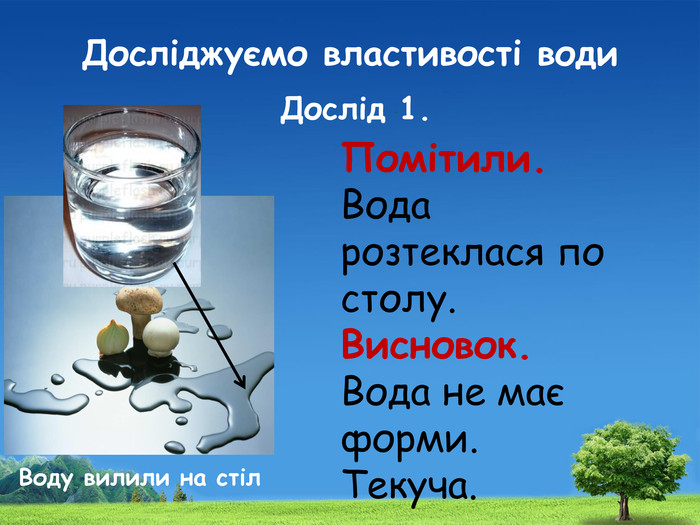 Досліджуємо властивості води
Дослід 1.
Помітили.
Вода
розтеклася по
столу.
Висновок.
Вода не має
форми.
Текуча.
Воду вилили на стіл